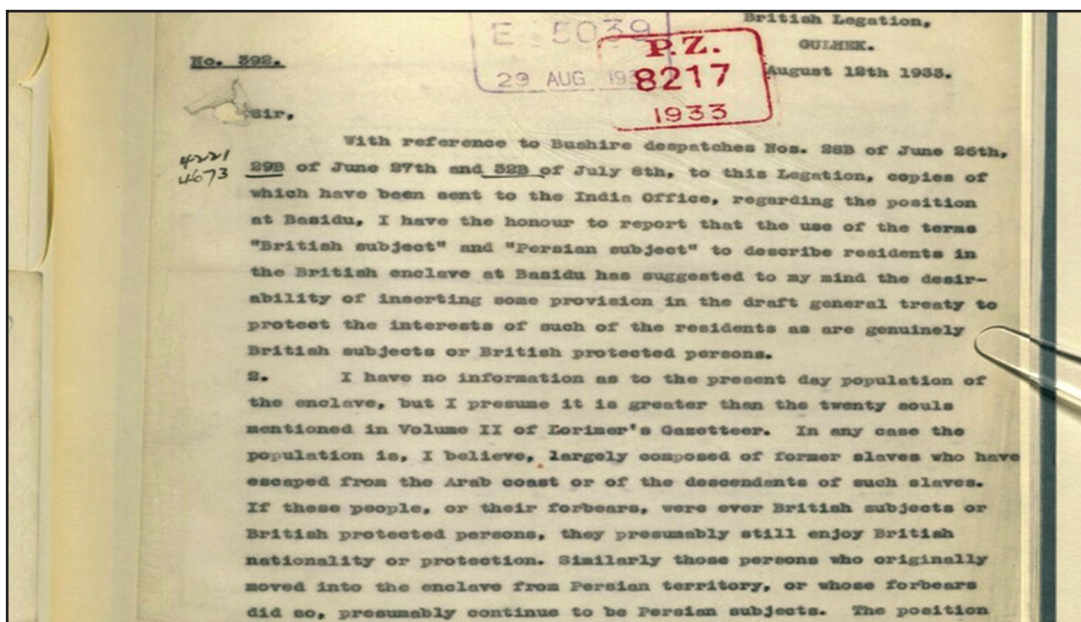 British Legation,
E 5039
P.Z.
GULHEK.
No. 392.
8217
August 12th 1933.
29 AUG 193
1933
Sir,
With reference to Bushire despatches Nos. 28B of June 26th,
4221
29B of June 27th and 32B of July 8th, to this Legation, copies of
4673
which have been sent to the India Office, regarding the position
at Basidu, I have the honour to report that the use of the terms
"British subject" and "Persian subject" to describe residents in
the British enclave at Basidu has suggested to my mind the desir-
ability of inserting some provision in the draft general treaty to
protect the interests of such of the residents as are genuinely
British subjects or British protected persons.
2. I have no information as to the present day population of
the enclave, but I presume it is greater than the twenty souls
mentioned in Volume II of Lorimer's Gazetteer. In any case the
population is, I believe, largely composed of former slaves who have
escaped from the Arab coast or of the descendants of such slaves.
If these people, or their forbears, were ever British subjects or
British protected persons, they presumably still enjoy British
nationality or protection. Similarly those persons who originally
moved into the enclave from Persian territory, or whose forbears
did so, presumably continue to be Persian subjects. The position